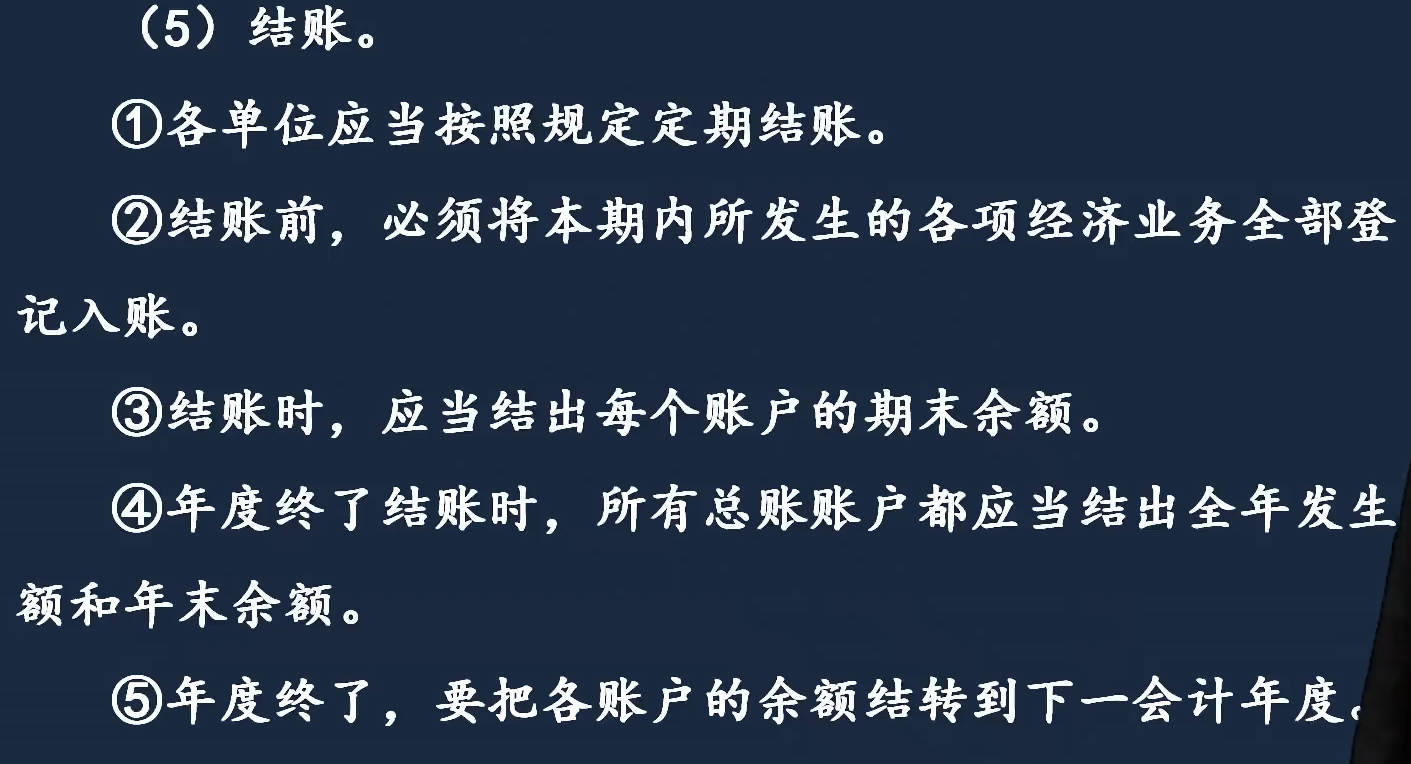 （5）结账。
①各单位应当按照规定定期结账。
②结账前，必须将本期内所发生的各项经济业务全部登
记入账。
③结账时，应当结出每个账户的期末余额。
④年度终了结账时，所有总账账户都应当结出全年发生
额和年末余额。
⑤年度终了，要把各账户的余额结转到下一会计年度。